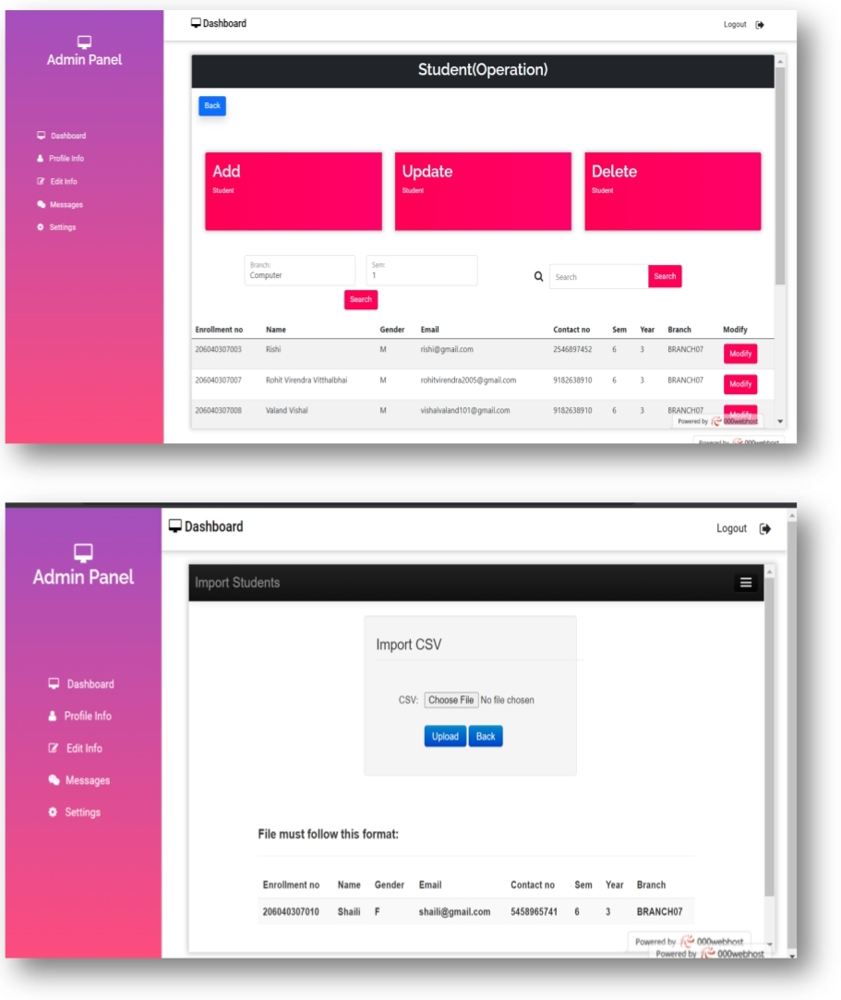 Dashboard
Logout
Admin Panel
Student(Operation)
Back
Dashboard
Profile Info
Edit Info
Messages
Settings
Add
Student
Update
Student
Delete
Student
Branch:
Computer
Sem:
1
Search
Search
Search
Enrollment no Name Gender Email Contact no Sem Year Branch Modify
206040307003 Rishi M rishi@gmail.com 2546897452 6 3 BRANCH07 Modify
206040307007 Rohit Virendra Vitthalbhai M rohitvirendra2005@gmail.com 9182638910 6 3 BRANCH07 Modify
206040307008 Valand Vishal M vishalvaland101@gmail.com 9182638910 6 3 BRANCH07 Modify
Powered by 000webhost
Powered by 000webhost
Dashboard
Logout
Admin Panel
Import Students
Dashboard
Profile Info
Edit Info
Messages
Settings
Import CSV
CSV: Choose File No file chosen
Upload Back
File must follow this format:
Enrollment no Name Gender Email Contact no Sem Year Branch
206040307010 Shaili F shaili@gmail.com 5458965741 6 3 BRANCH07
Powered by 000webhost
Powered by 000webhost